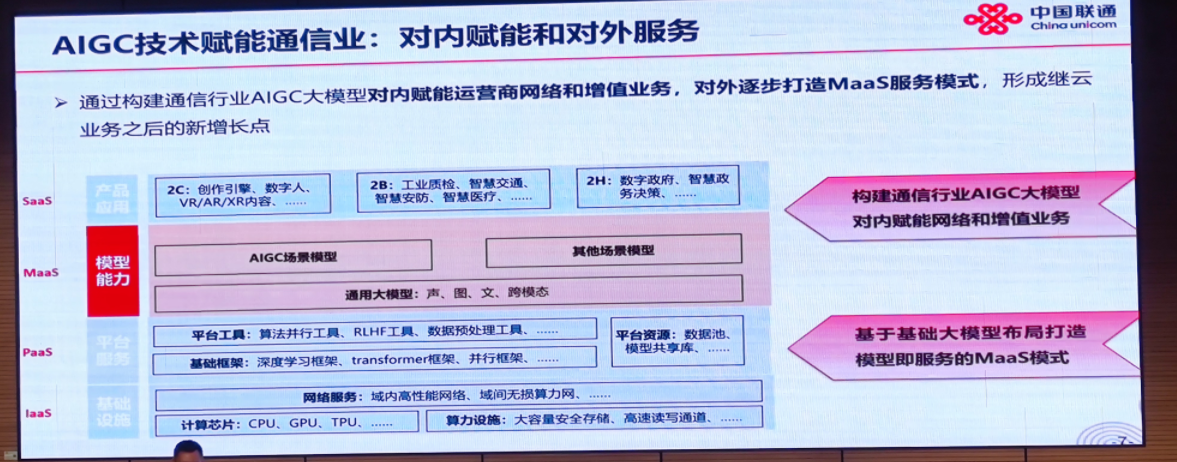 AIGC技术赋能通信业：对内赋能和对外服务
中国联通
China unicom
➢ 通过构建通信行业AIGC大模型对内赋能运营商网络和增值业务，对外逐步打造MaaS服务模式，形成继云
业务之后的新增长点
SaaS
产品
应用
2C：创作引擎、数字人、
VR/AR/XR内容、......
2B：工业质检、智慧交通、
智慧安防、智慧医疗、......
2H：数字政府、智慧政
务决策、......
构建通信行业AIGC大模型
对内赋能网络和增值业务
MaaS
模型
能力
AIGC场景模型
其他场景模型
通用大模型：声、图、文、跨模态
PaaS
平台
服务
平台工具：算法并行工具、RLHF工具、数据预处理工具、......
基础框架：深度学习框架、transformer框架、并行框架、......
平台资源：数据池、
模型共享库、......
基于基础大模型布局打造
模型即服务的MaaS模式
IaaS
基础
设施
网络服务：域内高性能网络、域间无损算力网、......
计算芯片：CPU、GPU、TPU、......
算力设施：大容量安全存储、高速读写通道、......
7